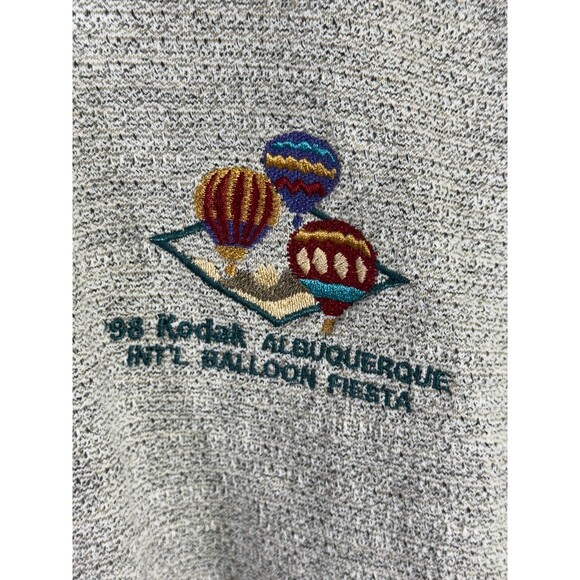 '98 Kodak ALBUQUERQUE
INT'L BALLOON FIESTA